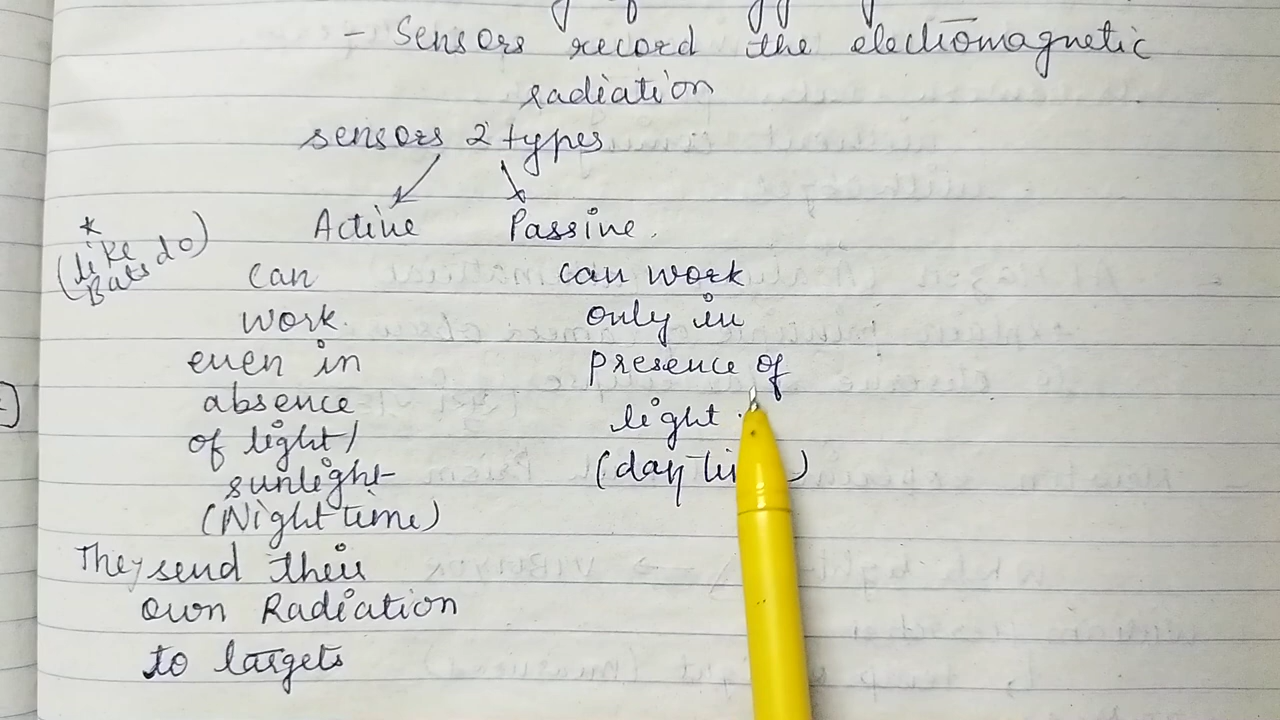 - Sensors record the electromagnetic
radiation
sensors 2 types
Active Passive.
*
(like
Bats do)
can
work.
even in
absence
of light/
sunlight
(Night time)
They send their
own Radiation
to targets
can work
only in
presence of
light.
(day )